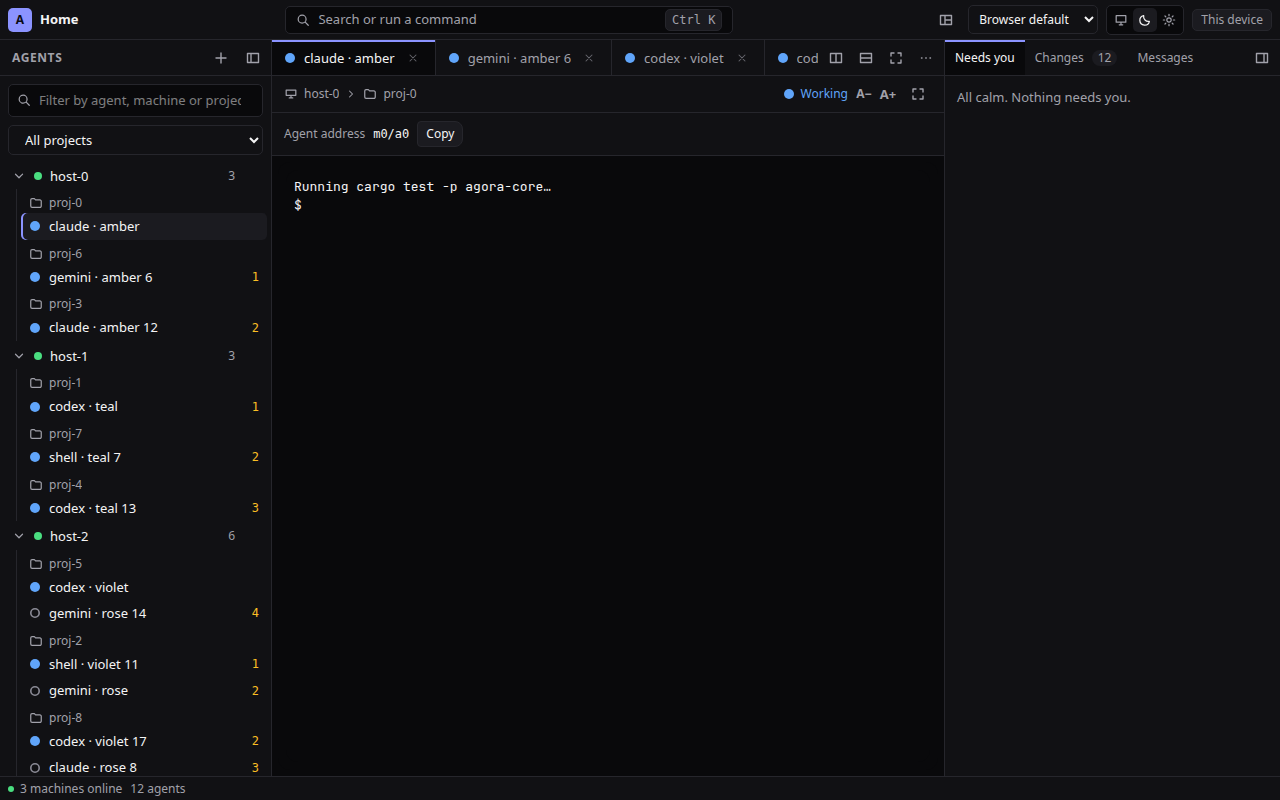 A Home
Search or run a command Ctrl K
Browser default
This device
AGENTS
claude · amber
gemini · amber 6
codex · violet
cod
Needs you
Changes 12
Messages
Filter by agent, machine or projec
All projects
host-0 3
proj-0
claude · amber
proj-6
gemini · amber 6 1
proj-3
claude · amber 12 2
host-1 3
proj-1
codex · teal 1
proj-7
shell · teal 7 2
proj-4
codex · teal 13 3
host-2 6
proj-5
codex · violet
gemini · rose 14 4
proj-2
shell · violet 11 1
gemini · rose 2
proj-8
codex · violet 17 2
claude · rose 8 3
host-0 proj-0
Working A− A+
Agent address m0/a0 Copy
Running cargo test -p agora-core…
$
All calm. Nothing needs you.
3 machines online 12 agents